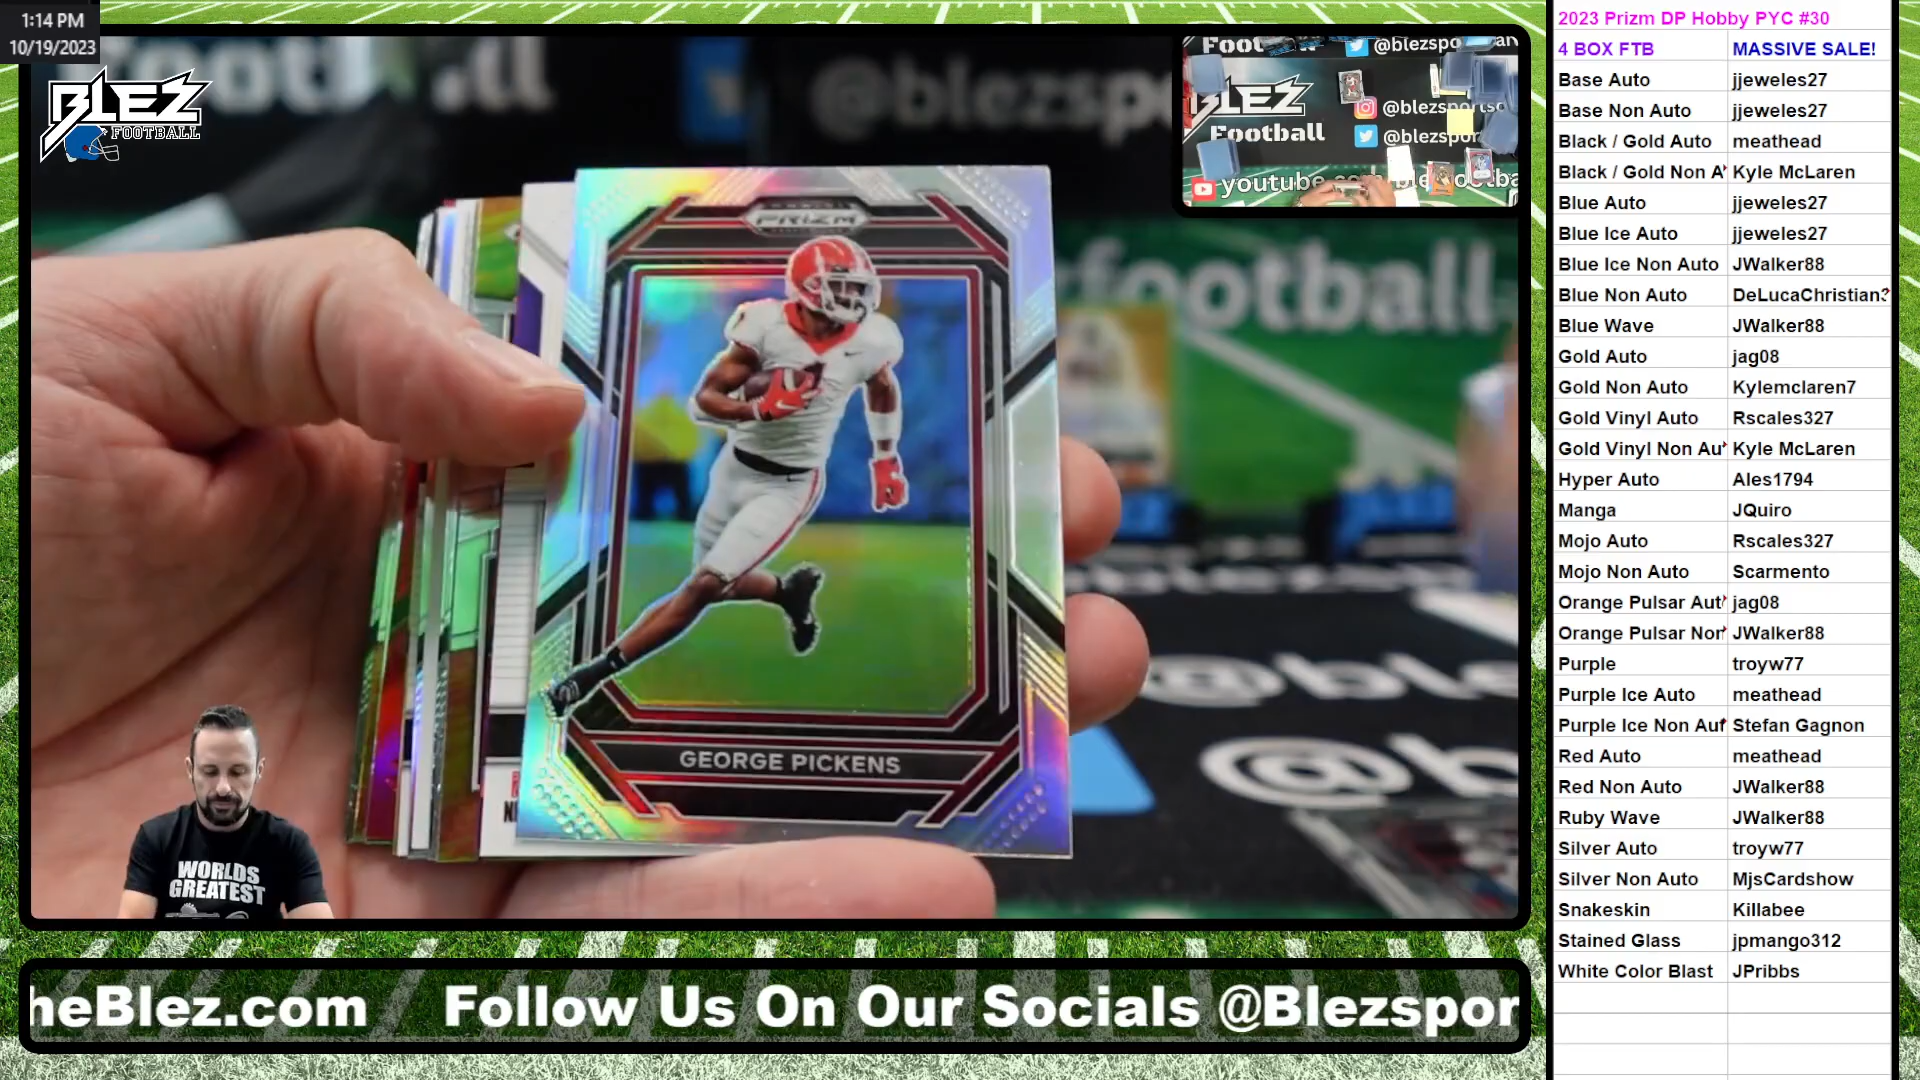 1:14 PM
10/19/2023
BLEZ
FOOTBALL
@blezspo
Football
@blezspo
BLEZ
@blezsportsc
Football
@blezspor
youtube
PRIZM
football
GEORGE PICKENS
WORLDS
GREATEST
heBlez.com Follow Us On Our Socials @Blezspor
2023 Prizm DP Hobby PYC #30
4 BOX FTB MASSIVE SALE!
Base Auto jjeweles27
Base Non Auto jjeweles27
Black / Gold Auto meathead
Black / Gold Non A Kyle McLaren
Blue Auto jjeweles27
Blue Ice Auto jjeweles27
Blue Ice Non Auto JWalker88
Blue Non Auto DeLucaChristian
Blue Wave JWalker88
Gold Auto jag08
Gold Non Auto Kylemclaren7
Gold Vinyl Auto Rscales327
Gold Vinyl Non Au Kyle McLaren
Hyper Auto Ales1794
Manga JQuiro
Mojo Auto Rscales327
Mojo Non Auto Scarmento
Orange Pulsar Aut jag08
Orange Pulsar Nor JWalker88
Purple troyw77
Purple Ice Auto meathead
Purple Ice Non Aut Stefan Gagnon
Red Auto meathead
Red Non Auto JWalker88
Ruby Wave JWalker88
Silver Auto troyw77
Silver Non Auto MjsCardshow
Snakeskin Killabee
Stained Glass jpmango312
White Color Blast JPribbs